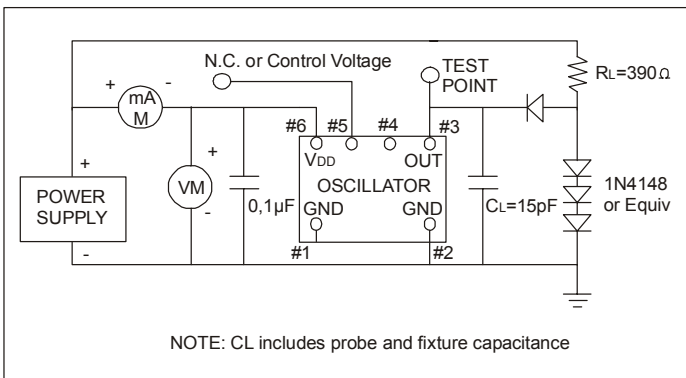 N.C. or Control Voltage
TEST
POINT
RL=390Ω
+
-
mA
M
#6
#5
#4
#3
VDD
OUT
+
+
VM
OSCILLATOR
POWER
SUPPLY
-
0,1µF
GND
GND
CL=15pF
1N4148
or Equiv
-
#1
#2
NOTE: CL includes probe and fixture capacitance